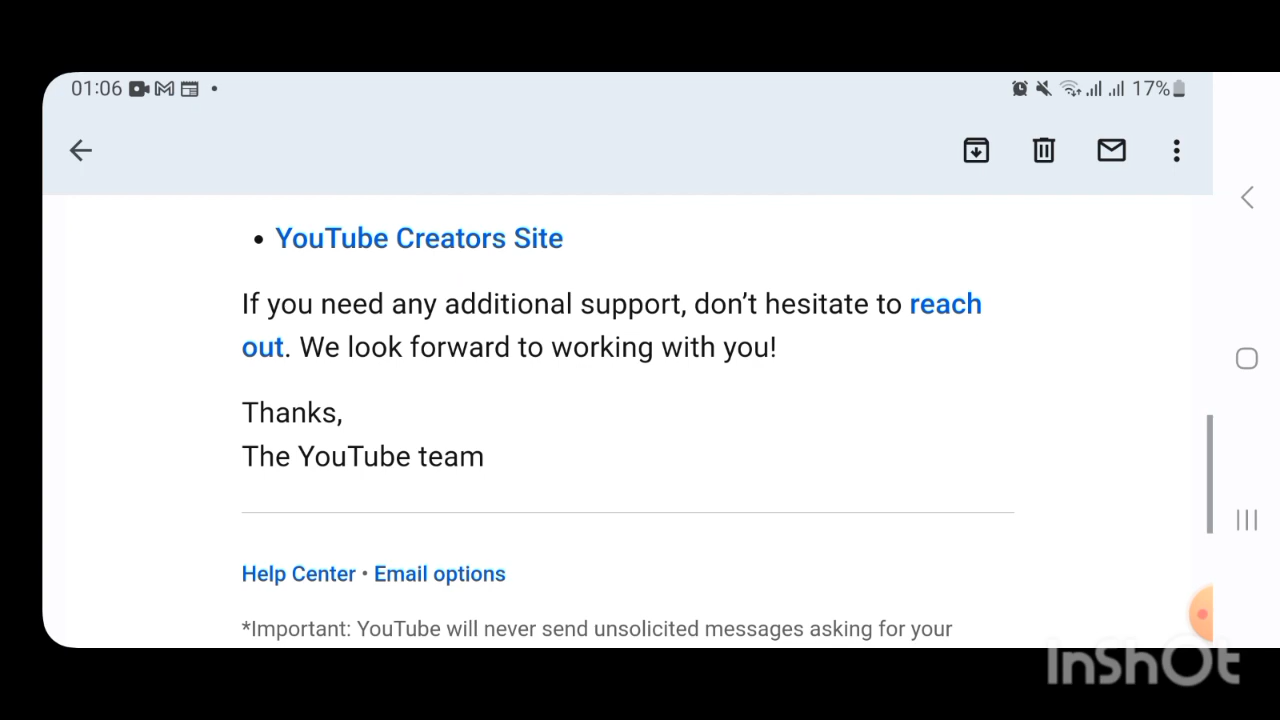 01:06
17%
• YouTube Creators Site
If you need any additional support, don’t hesitate to reach
out. We look forward to working with you!
Thanks,
The YouTube team
Help Center • Email options
*Important: YouTube will never send unsolicited messages asking for your
InShOt